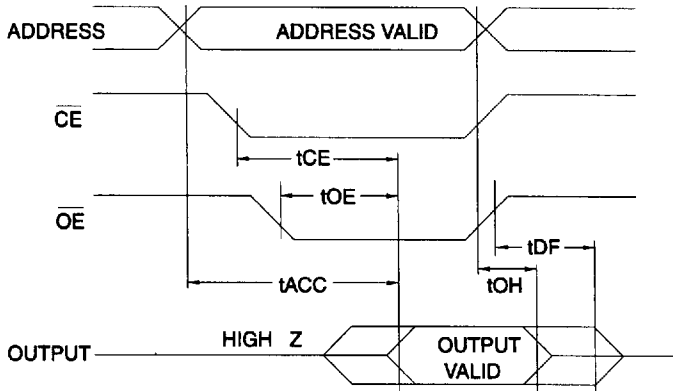 ADDRESS
ADDRESS VALID
CE
tCE
tOE
OE
tDF
tACC
tOH
HIGH Z
OUTPUT
OUTPUT
VALID